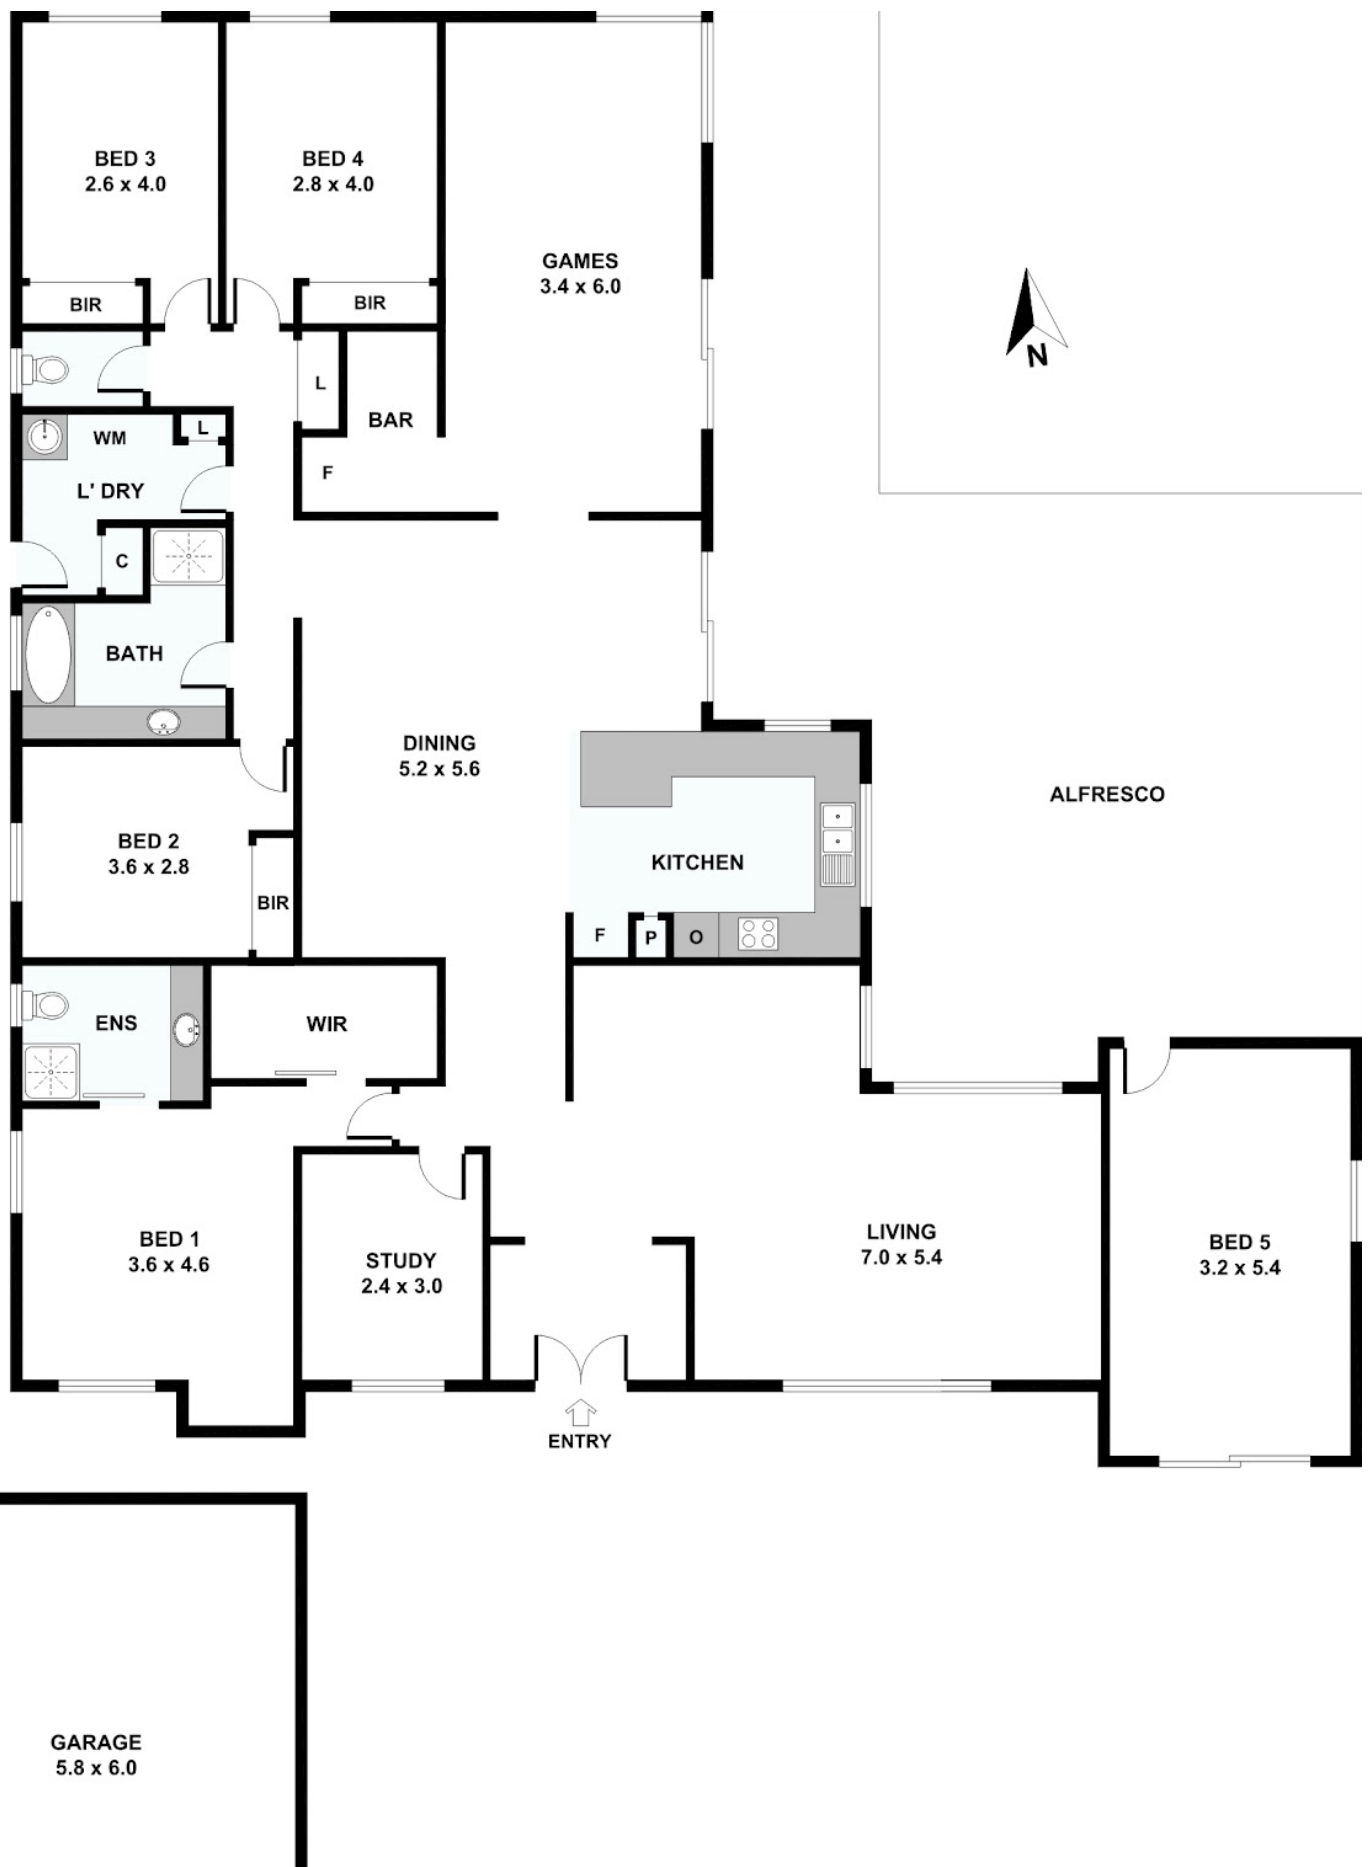 BED 3
2.6 x 4.0
BED 4
2.8 x 4.0
GAMES
3.4 x 6.0
BIR
BIR
N
L
BAR
WM
L
F
L' DRY
C
BATH
DINING
5.2 x 5.6
ALFRESCO
BED 2
3.6 x 2.8
KITCHEN
BIR
F
P
O
ENS
WIR
BED 1
3.6 x 4.6
STUDY
2.4 x 3.0
LIVING
7.0 x 5.4
BED 5
3.2 x 5.4
ENTRY
GARAGE
5.8 x 6.0